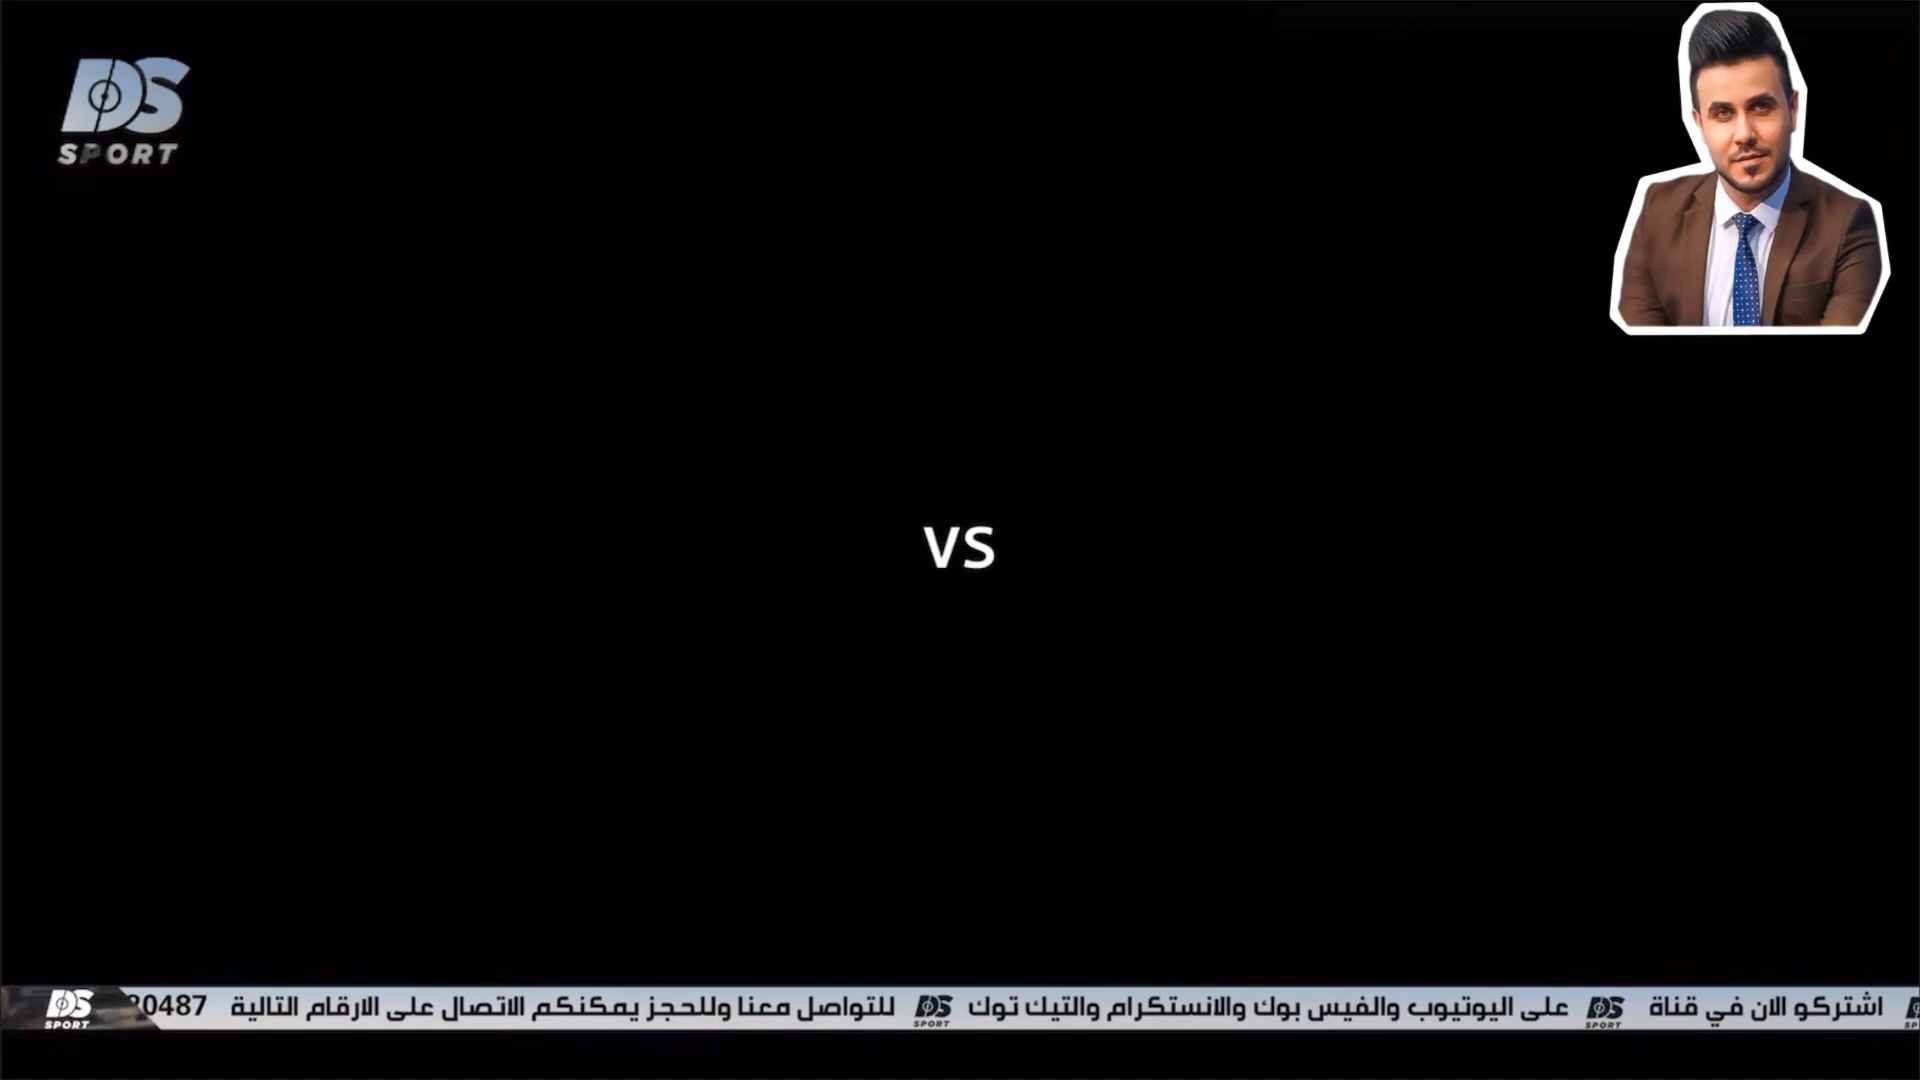 DS
SPORT
VS
اشتركو الان في قناة DS SPORT على اليوتيوب والفيس بوك والانستكرام والتيك توك DS SPORT للتواصل معنا وللحجز يمكنكم الاتصال على الارقام التالية 0487
DS
SPORT